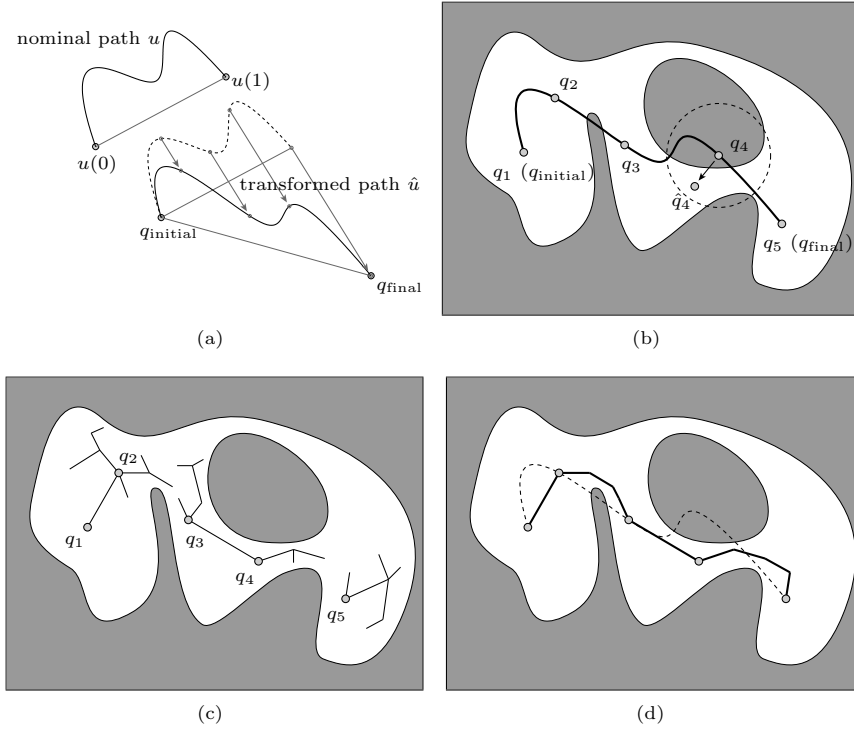 nominal path u
u(1)
u(0)
transformed path û
q_initial
q_final
(a)
q_2
q_4
q_1 (q_initial)
q_3
q̂_4
q_5 (q_final)
(b)
q_2
q_1
q_3
q_4
q_5
(c)
(d)